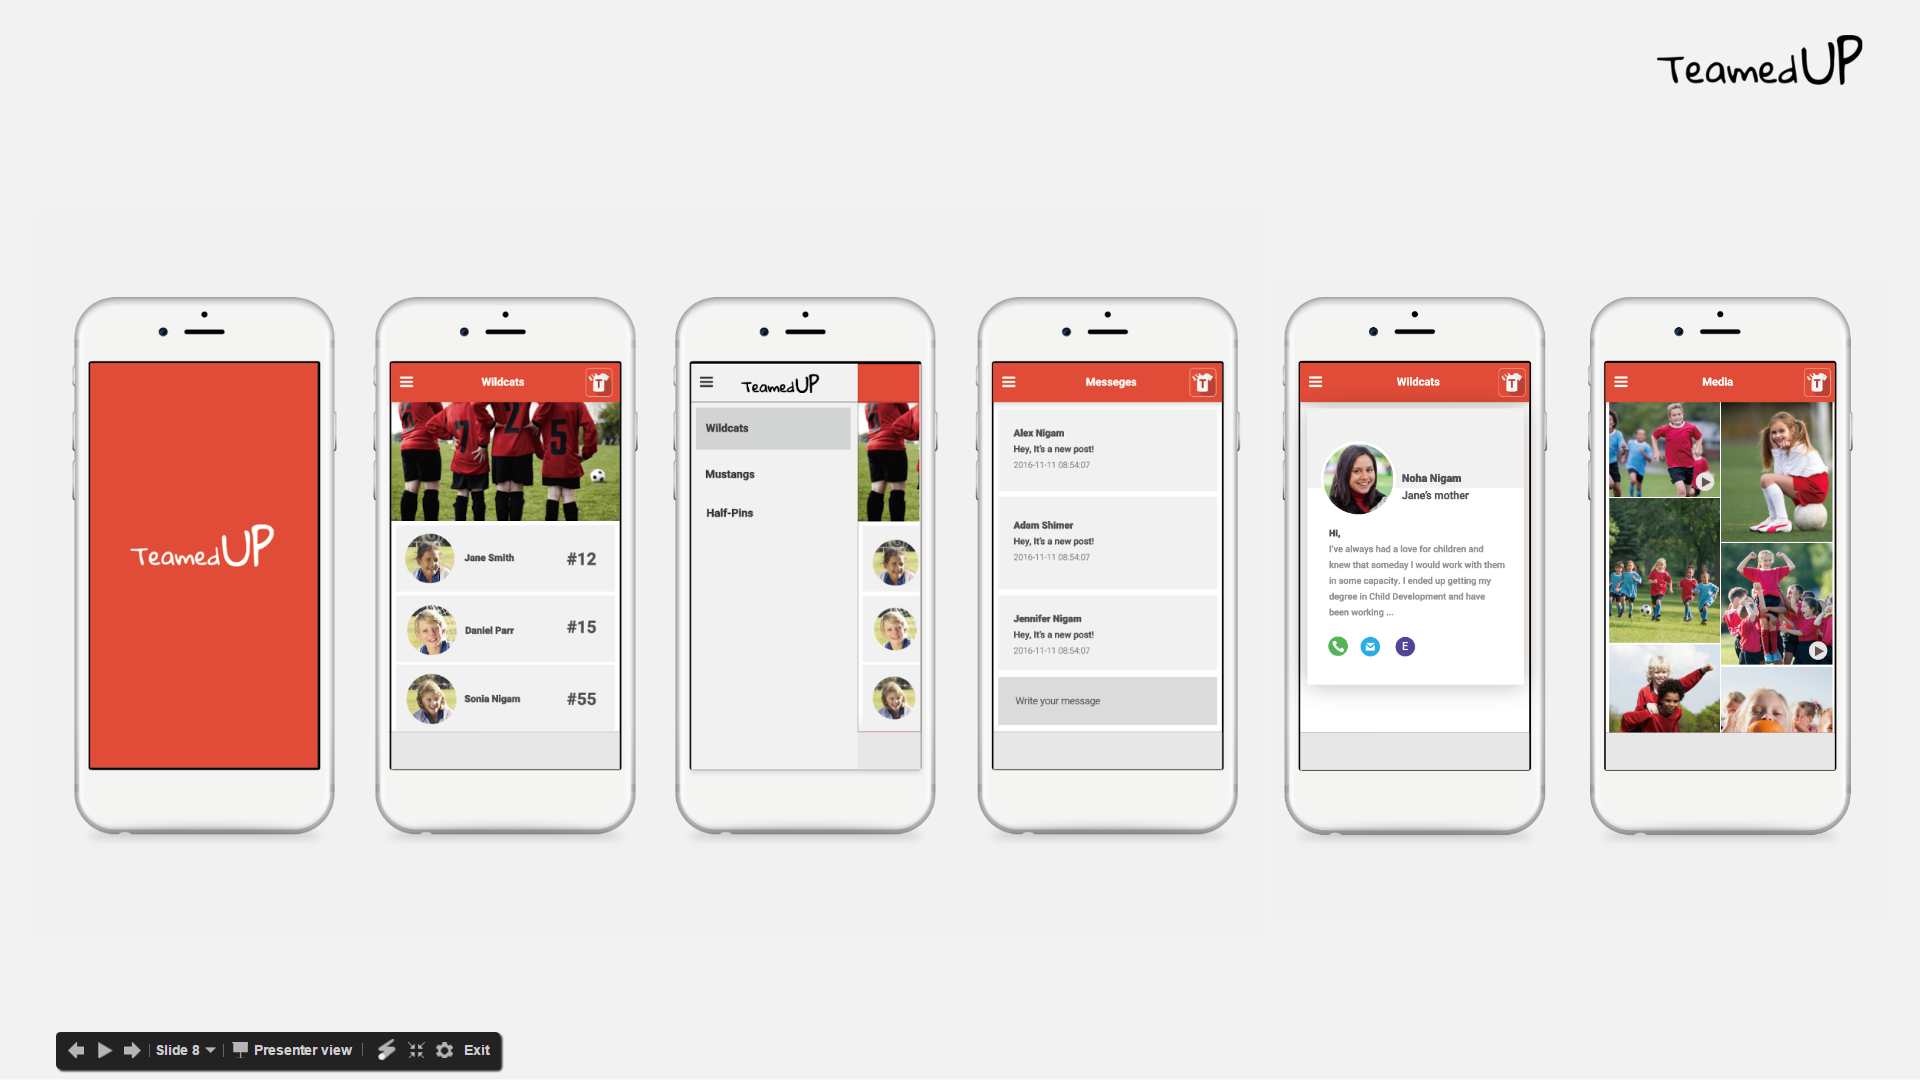 TeamedUP
TeamedUP
Wildcats
T
7 2 5
Jane Smith #12
Daniel Parr #15
Sonia Nigam #55
TeamedUP
Wildcats
Mustangs
Half-Pins
Messeges
T
Alex Nigam
Hey, It's a new post!
2016-11-11 08:54:07
Adam Shimer
Hey, It's a new post!
2016-11-11 08:54:07
Jennifer Nigam
Hey, It's a new post!
2016-11-11 08:54:07
Write your message
Wildcats
T
Noha Nigam
Jane's mother
Hi,
I've always had a love for children and
knew that someday I would work with them
in some capacity. I ended up getting my
degree in Child Development and have
been working ...
E
Media
T
Slide 8 Presenter view Exit